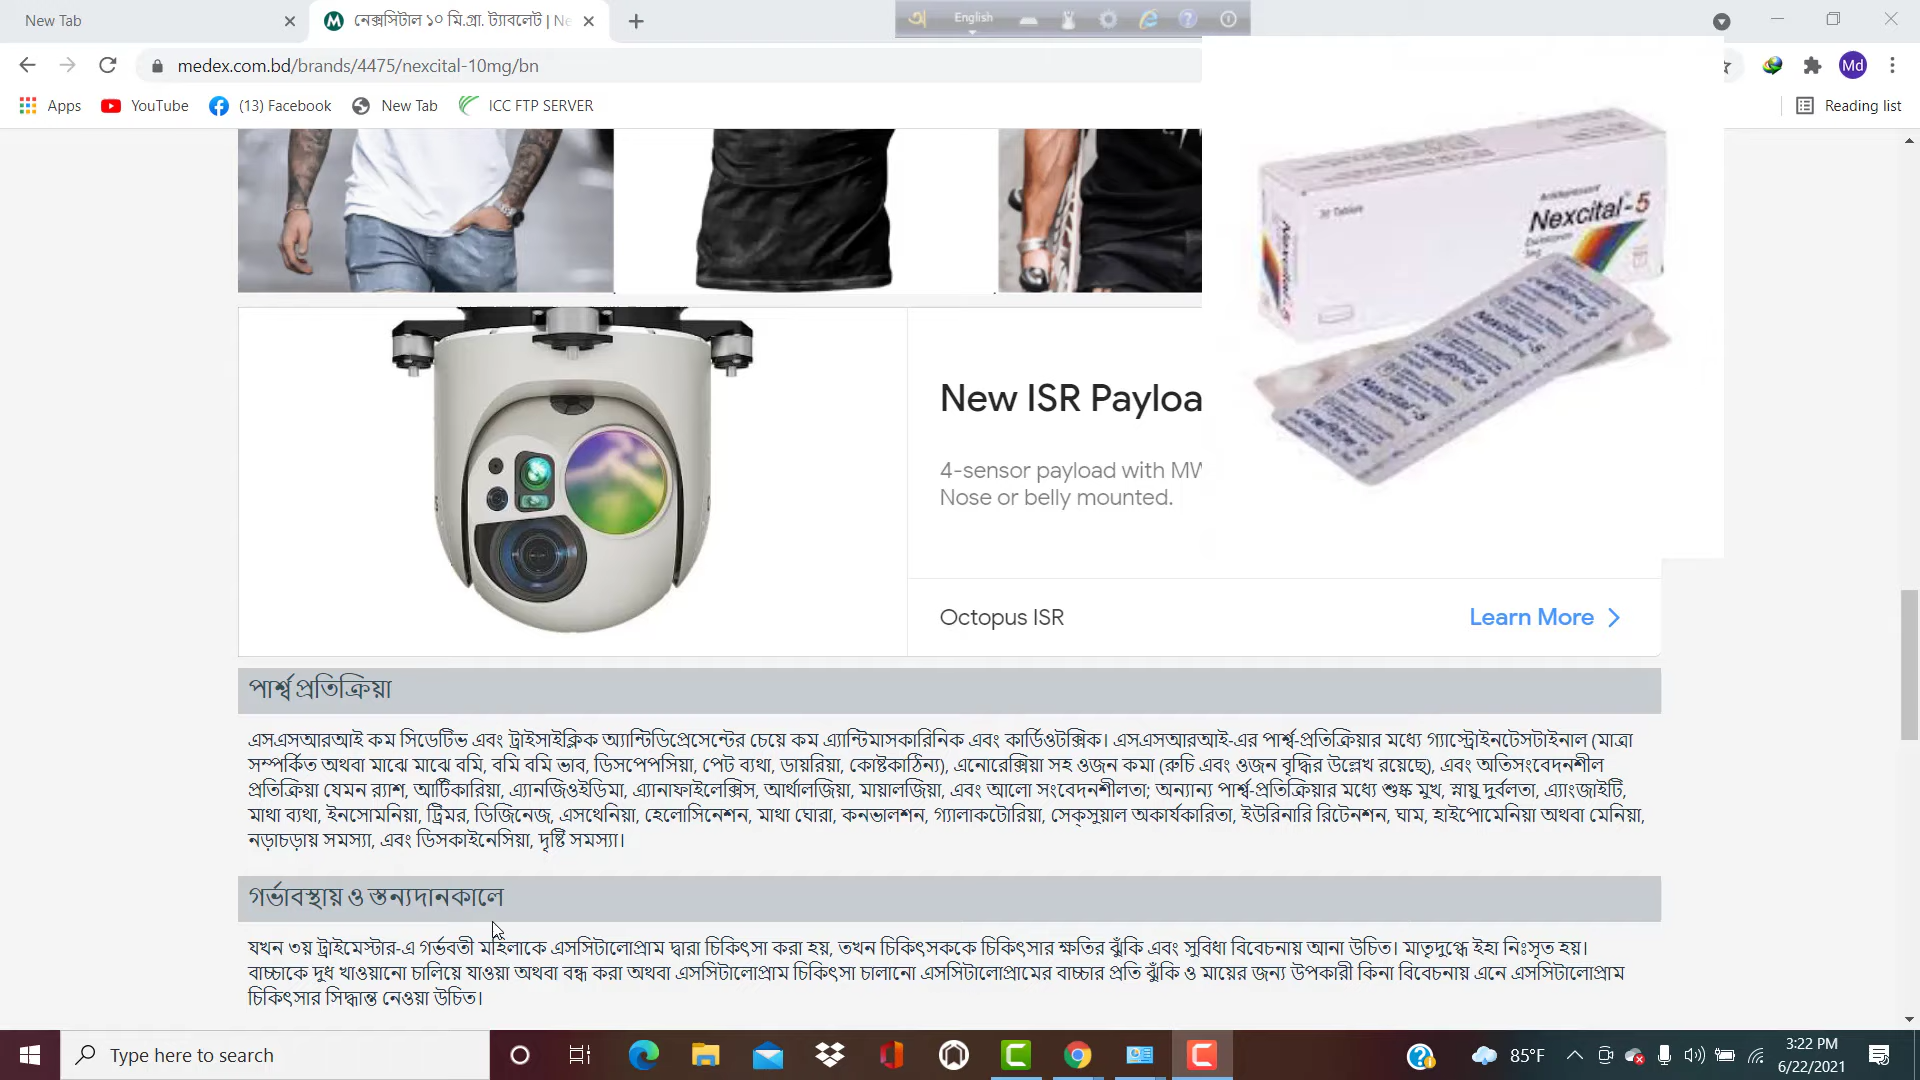 New Tab
নেক্সসিটাল ১০ মি.গ্রা. ট্যাবলেট | Ne
English
medex.com.bd/brands/4475/nexcital-10mg/bn
Md
Apps
YouTube
(13) Facebook
New Tab
ICC FTP SERVER
Reading list
30 Tablets
Nexcital-5
Nexcital-5
New ISR Payloa
4-sensor payload with MW
Nose or belly mounted.
Octopus ISR
Learn More
পার্শ্ব প্রতিক্রিয়া
এসএসআরআই কম সিডেটিভ এবং ট্রাইসাইক্লিক অ্যান্টিডিপ্রেসেন্টের চেয়ে কম এ্যান্টিমাসকারিনিক এবং কার্ডিওটক্সিক। এসএসআরআই-এর পার্শ্ব-প্রতিক্রিয়ার মধ্যে গ্যাস্ট্রোইনটেসটাইনাল (মাত্রা
সম্পর্কিত অথবা মাঝে মাঝে বমি, বমি বমি ভাব, ডিসপেপসিয়া, পেট ব্যথা, ডায়রিয়া, কোষ্টকাঠিন্য), এনোরেক্সিয়া সহ ওজন কমা (রুচি এবং ওজন বৃদ্ধির উল্লেখ রয়েছে), এবং অতিসংবেদনশীল
প্রতিক্রিয়া যেমন র‍্যাশ, আর্টিকারিয়া, এ্যানজিওইডিমা, এ্যানাফাইলেক্সিস, আর্থালজিয়া, মায়ালজিয়া, এবং আলো সংবেদনশীলতা; অন্যান্য পার্শ্ব-প্রতিক্রিয়ার মধ্যে শুষ্ক মুখ, স্নায়ু দুর্বলতা, এ্যাংজাইটি,
মাথা ব্যথা, ইনসোমনিয়া, ট্রিমর, ডিজিনেজ, এসথেনিয়া, হেলোসিনেশন, মাথা ঘোরা, কনভালশন, গ্যালাকটোরিয়া, সেক্সুয়াল অকার্যকারিতা, ইউরিনারি রিটেনশন, ঘাম, হাইপোমেনিয়া অথবা মেনিয়া,
নড়াচড়ায় সমস্যা, এবং ডিসকাইনেসিয়া, দৃষ্টি সমস্যা।
গর্ভাবস্থায় ও স্তন্যদানকালে
যখন ৩য় ট্রাইমেস্টার-এ গর্ভবতী মহিলাকে এসসিটালোপ্রাম দ্বারা চিকিৎসা করা হয়, তখন চিকিৎসককে চিকিৎসার ক্ষতির ঝুঁকি এবং সুবিধা বিবেচনায় আনা উচিত। মাতৃদুগ্ধে ইহা নিঃসৃত হয়।
বাচ্চাকে দুধ খাওয়ানো চালিয়ে যাওয়া অথবা বন্ধ করা অথবা এসসিটালোপ্রাম চিকিৎসা চালানো এসসিটালোপ্রামের বাচ্চার প্রতি ঝুঁকি ও মায়ের জন্য উপকারী কিনা বিবেচনায় এনে এসসিটালোপ্রাম
চিকিৎসার সিদ্ধান্ত নেওয়া উচিত।
Type here to search
85°F
3:22 PM
6/22/2021